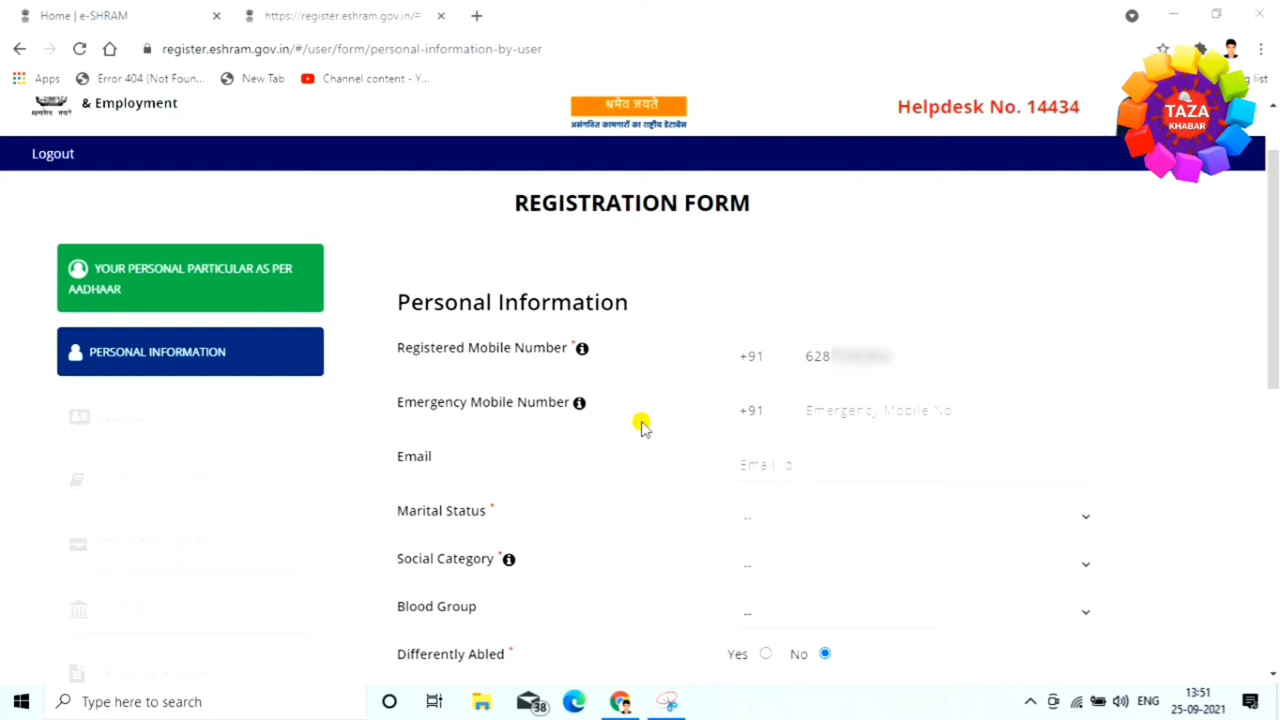 Home | e-SHRAM
https://register.eshram.gov.in/#
register.eshram.gov.in/#/user/form/personal-information-by-user
Apps
Error 404 (Not Foun...
New Tab
Channel content - Y...
g list
& Employment
सत्यमेव जयते
श्रमेव जयते
असंगठित कामगारों का राष्ट्रीय डेटाबेस
Helpdesk No. 14434
TAZA
KHABAR
Logout
REGISTRATION FORM
YOUR PERSONAL PARTICULAR AS PER
AADHAAR
PERSONAL INFORMATION
Personal Information
Registered Mobile Number *
+91 628
Emergency Mobile Number
+91 Emergency Mobile No
Email
Email id
Marital Status *
--
Social Category *
--
Blood Group
--
Differently Abled *
Yes No
Type here to search
38
ENG
13:51
25-09-2021